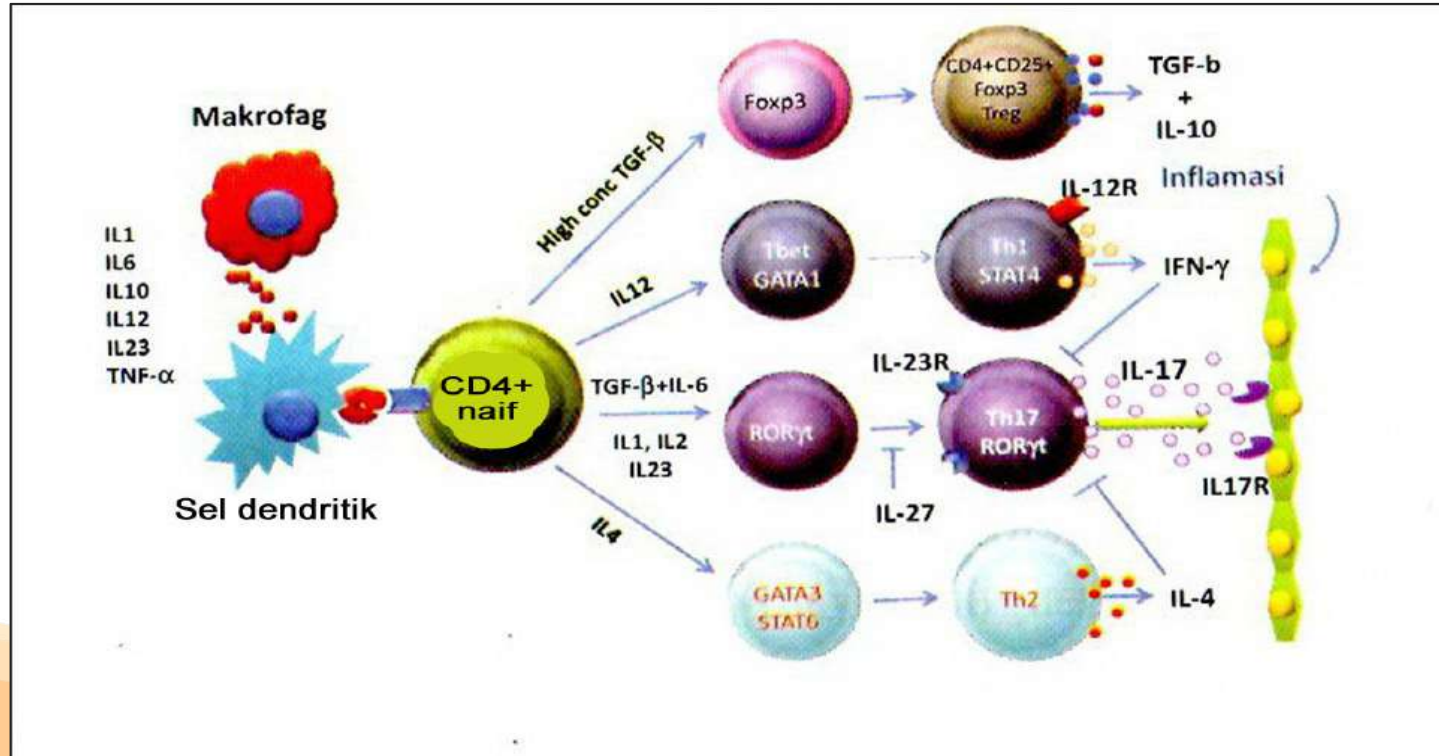 Makrofag
IL1
IL6
IL10
IL12
IL23
TNF-α
Sel dendritik
CD4+
naif
High conc TGF-β
IL12
TGF-β+IL-6
IL1, IL2
IL23
IL4
Foxp3
CD4+CD25+
Foxp3
Treg
TGF-b
+
IL-10
Inflamasi
Tbet
GATA1
IL-12R
Th1
STAT4
IFN-γ
RORγt
IL-23R
Th17
RORγt
IL-17
IL17R
IL-27
GATA3
STAT6
Th2
IL-4